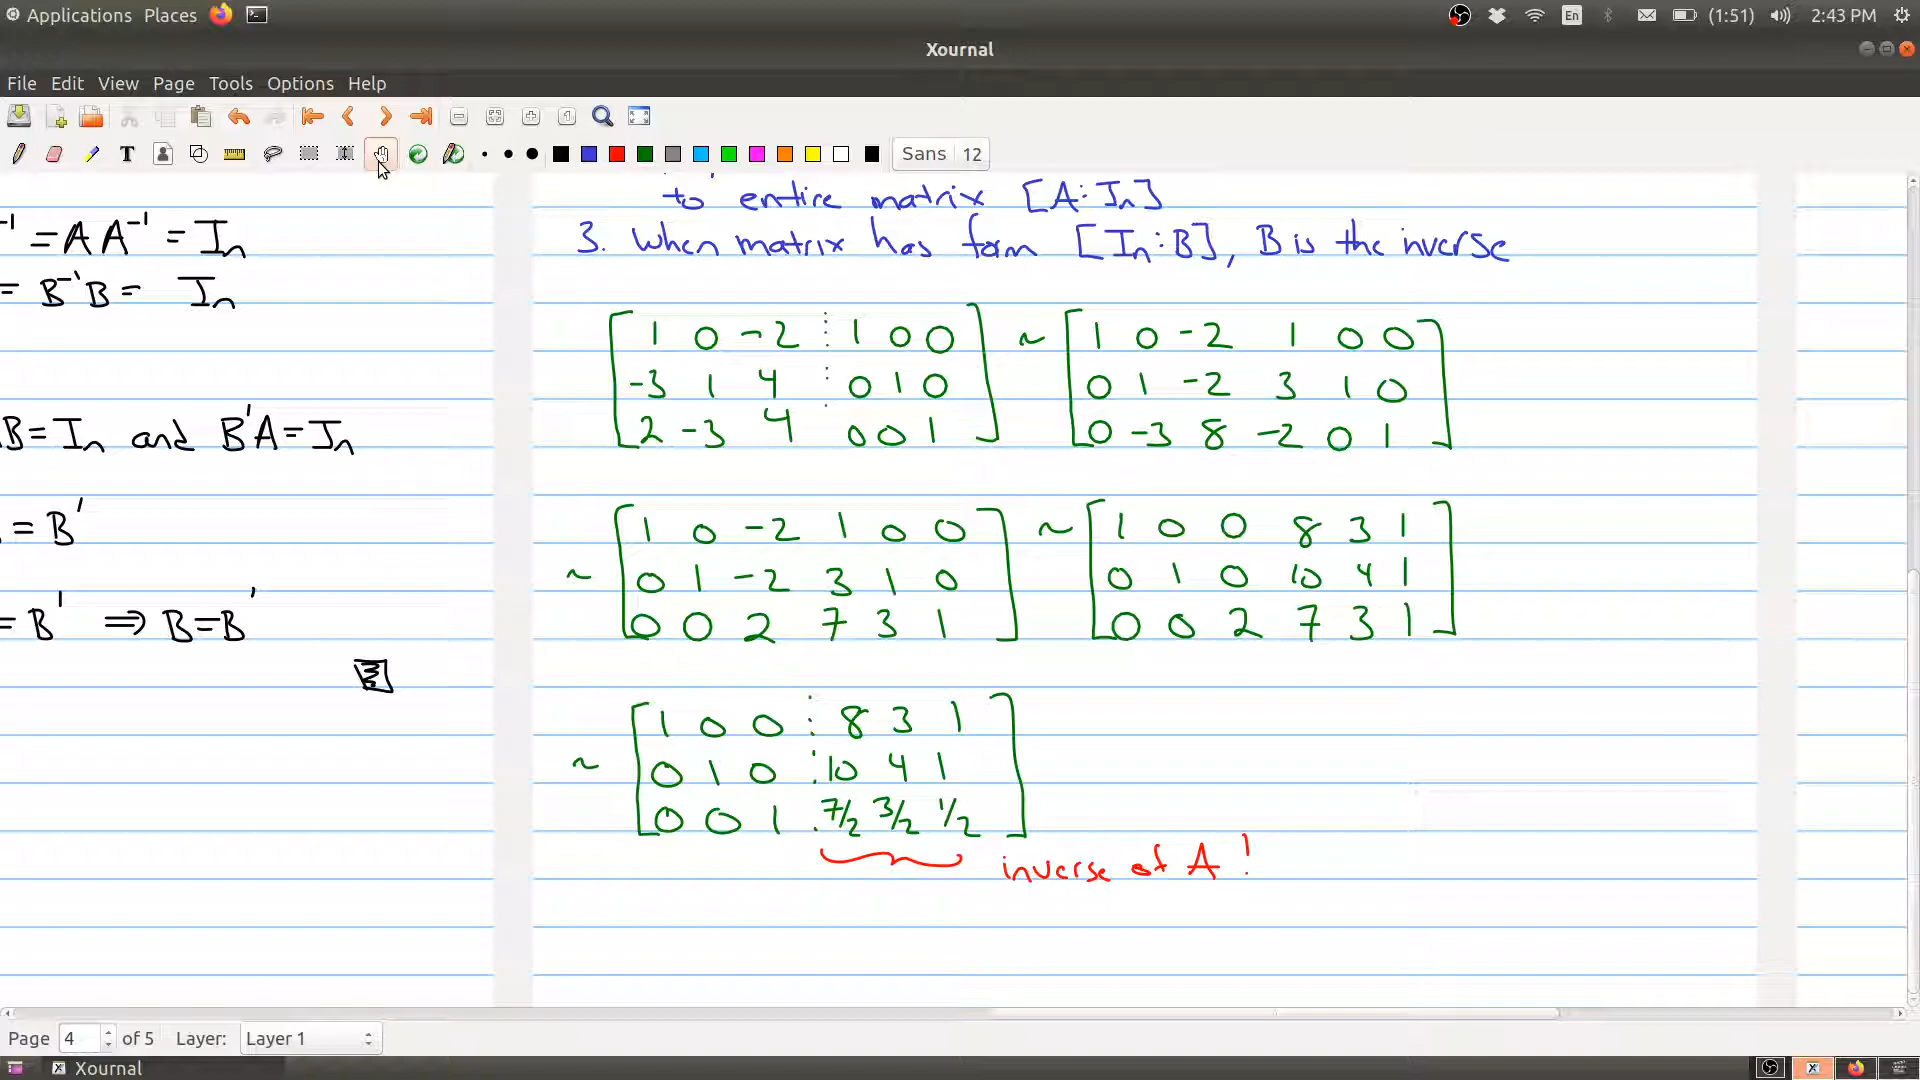 Applications Places En (1:51) 2:43 PM
Xournal
File Edit View Page Tools Options Help
T Sans 12
⁻¹ = A A⁻¹ = In
= B⁻¹B = In
B = In and B'A = In
= B'
= B' ⇒ B = B'
to entire matrix [A:In]
3. When matrix has form [In:B], B is the inverse
[1 0 -2 ⋮ 1 0 0 ~ [1 0 -2 1 0 0
-3 1 4 ⋮ 0 1 0 0 1 -2 3 1 0
2 -3 4 0 0 1] 0 -3 8 -2 0 1]
[1 0 -2 1 0 0 ~ [1 0 0 8 3 1
~ 0 1 -2 3 1 0 0 1 0 10 4 1
0 0 2 7 3 1] 0 0 2 7 3 1]
[1 0 0 ⋮ 8 3 1
~ 0 1 0 ⋮ 10 4 1
0 0 1 ⋮ 7/2 3/2 1/2]
inverse of A!
Page 4 of 5 Layer: Layer 1
Xournal